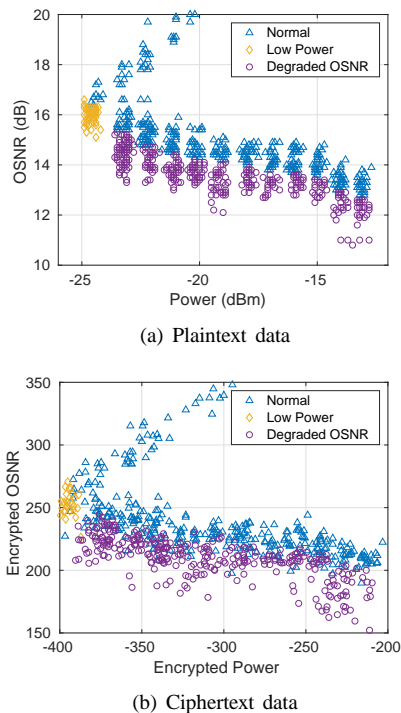 20
18
16
14
12
10
OSNR (dB)
Normal
Low Power
Degraded OSNR
-25
-20
-15
Power (dBm)
(a) Plaintext data
350
300
250
200
150
Encrypted OSNR
Normal
Low Power
Degraded OSNR
-400
-350
-300
-250
-200
Encrypted Power
(b) Ciphertext data